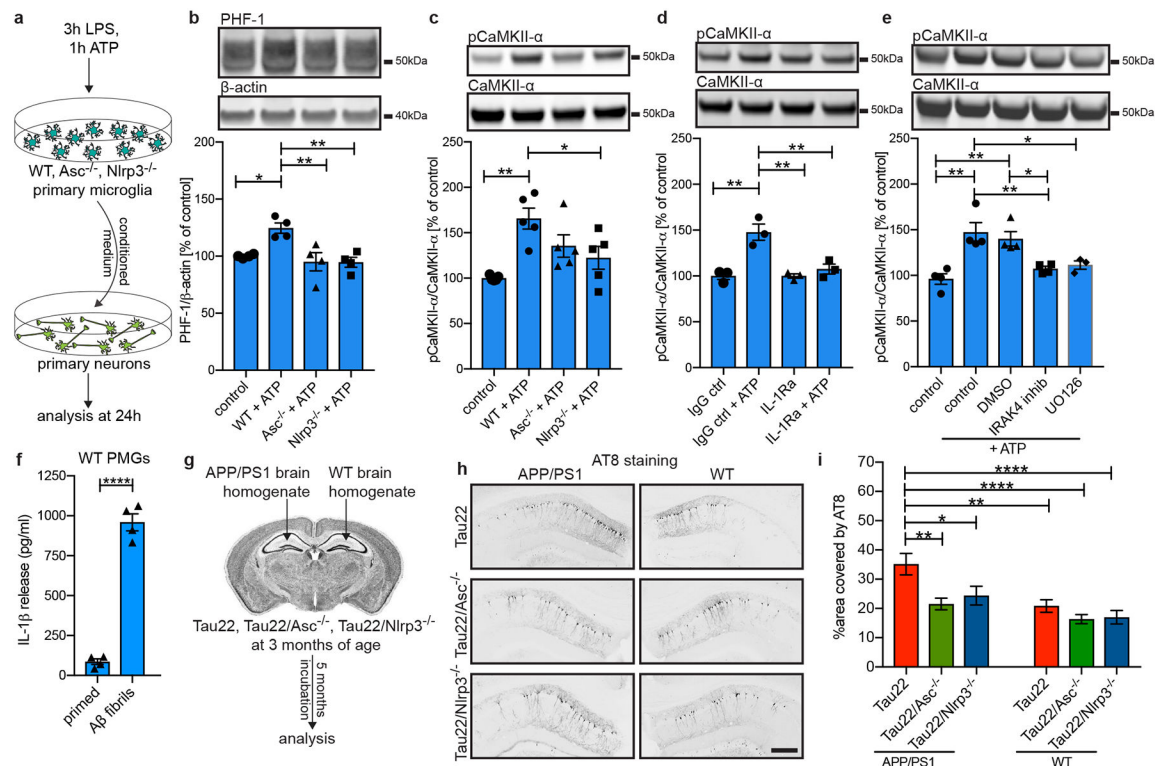 a
3h LPS,
1h ATP
WT, Asc-/-, Nlrp3-/-
primary microglia
conditioned
medium
primary neurons
analysis at 24h
b
PHF-1
50kDa
β-actin
40kDa
200
150
100
50
0
PHF-1/β-actin [% of control]
*
**
**
control
WT + ATP
Asc-/- + ATP
Nlrp3-/- + ATP
c
pCaMKII-α
50kDa
CaMKII-α
50kDa
250
200
150
100
50
0
pCaMKII-α/CaMKII-α [% of control]
**
*
control
WT + ATP
Asc-/- + ATP
Nlrp3-/- + ATP
d
pCaMKII-α
50kDa
CaMKII-α
50kDa
250
200
150
100
50
0
pCaMKII-α/CaMKII-α [% of control]
**
**
**
IgG ctrl
IgG ctrl + ATP
IL-1Ra
IL-1Ra + ATP
e
pCaMKII-α
50kDa
CaMKII-α
50kDa
250
200
150
100
50
0
pCaMKII-α/CaMKII-α [% of control]
*
**
**
*
**
control
control
DMSO
IRAK4 inhib
UO126
+ ATP
f
WT PMGs
1250
1000
750
500
250
0
IL-1β release (pg/ml)
****
primed
Aβ fibrils
g
APP/PS1 brain
homogenate
WT brain
homogenate
Tau22, Tau22/Asc-/-, Tau22/Nlrp3-/-
at 3 months of age
5 months
incubation
analysis
h
AT8 staining
APP/PS1
WT
Tau22
Tau22/Asc-/-
Tau22/Nlrp3-/-
i
70
60
50
40
30
20
10
0
%area covered by AT8
****
****
**
*
**
Tau22
Tau22/Asc-/-
Tau22/Nlrp3-/-
Tau22
Tau22/Asc-/-
Tau22/Nlrp3-/-
APP/PS1
WT